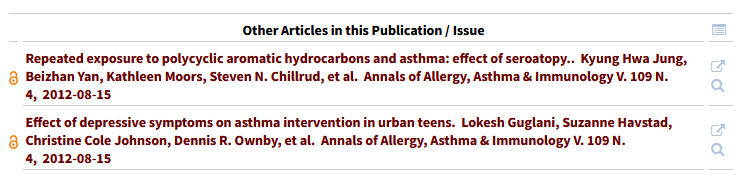 Other Articles in this Publication / Issue
Repeated exposure to polycyclic aromatic hydrocarbons and asthma: effect of seroatopy.. Kyung Hwa Jung,
Beizhan Yan, Kathleen Moors, Steven N. Chillrud, et al. Annals of Allergy, Asthma & Immunology V. 109 N.
4, 2012-08-15
Effect of depressive symptoms on asthma intervention in urban teens. Lokesh Guglani, Suzanne Havstad,
Christine Cole Johnson, Dennis R. Ownby, et al. Annals of Allergy, Asthma & Immunology V. 109 N.
4, 2012-08-15